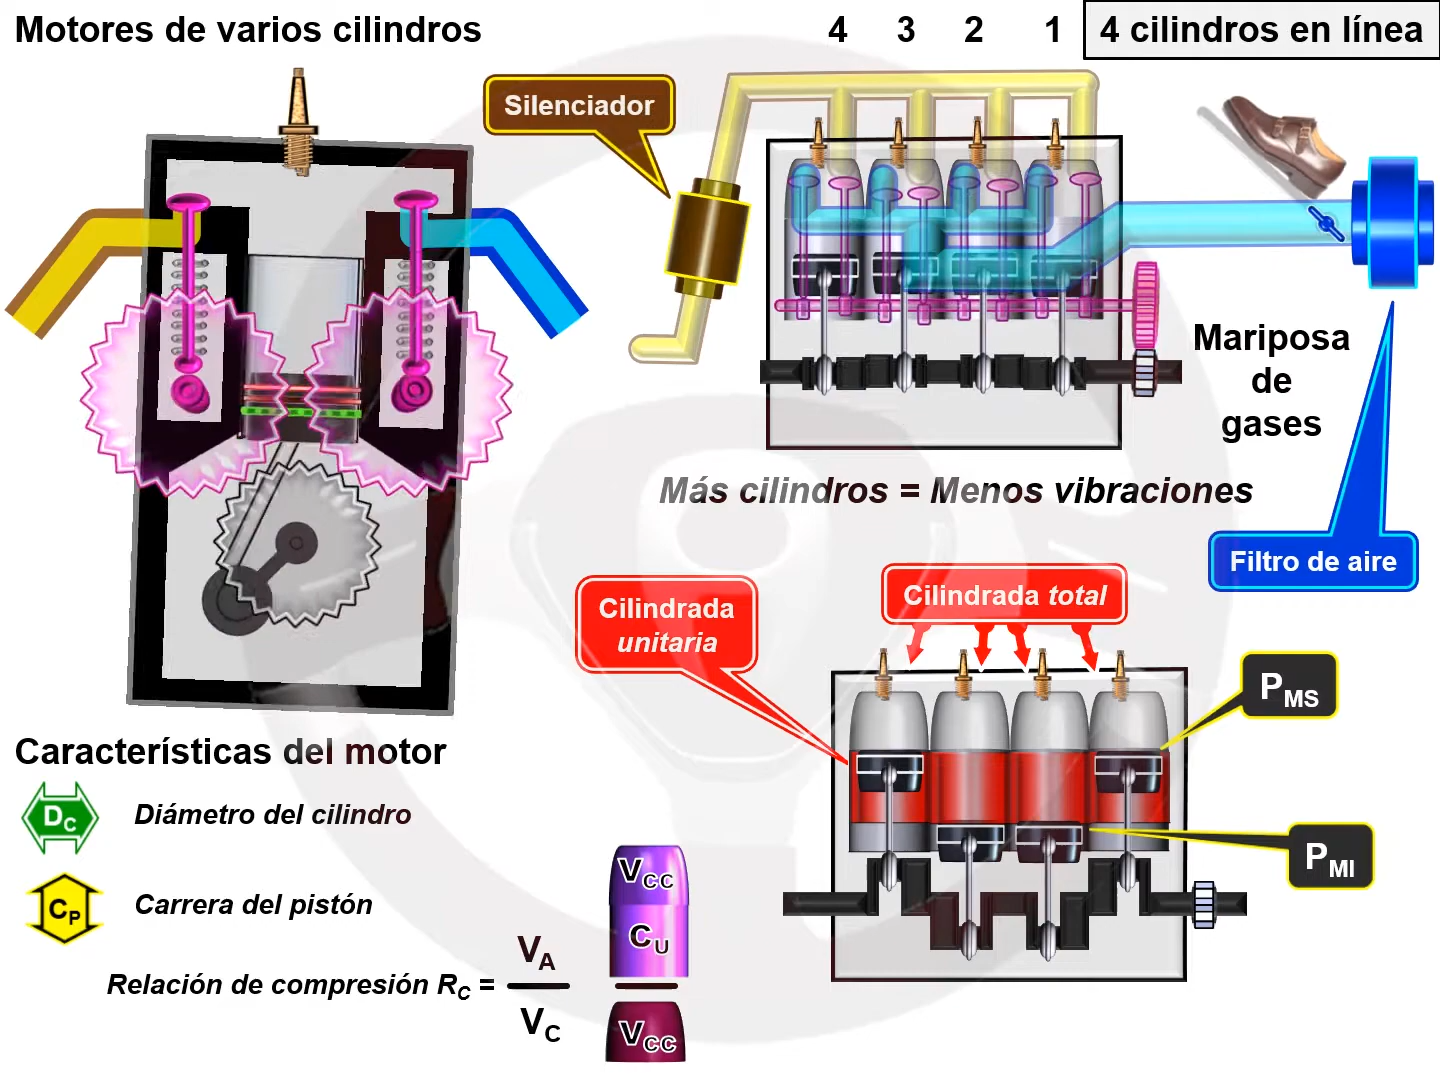 Motores de varios cilindros
4 3 2 1
4 cilindros en línea
Silenciador
Mariposa
de
gases
Más cilindros = Menos vibraciones
Filtro de aire
Cilindrada
unitaria
Cilindrada total
PMS
PMI
Características del motor
DC
Diámetro del cilindro
CP
Carrera del pistón
Relación de compresión RC =
VA
VC
VCC
CU
VCC